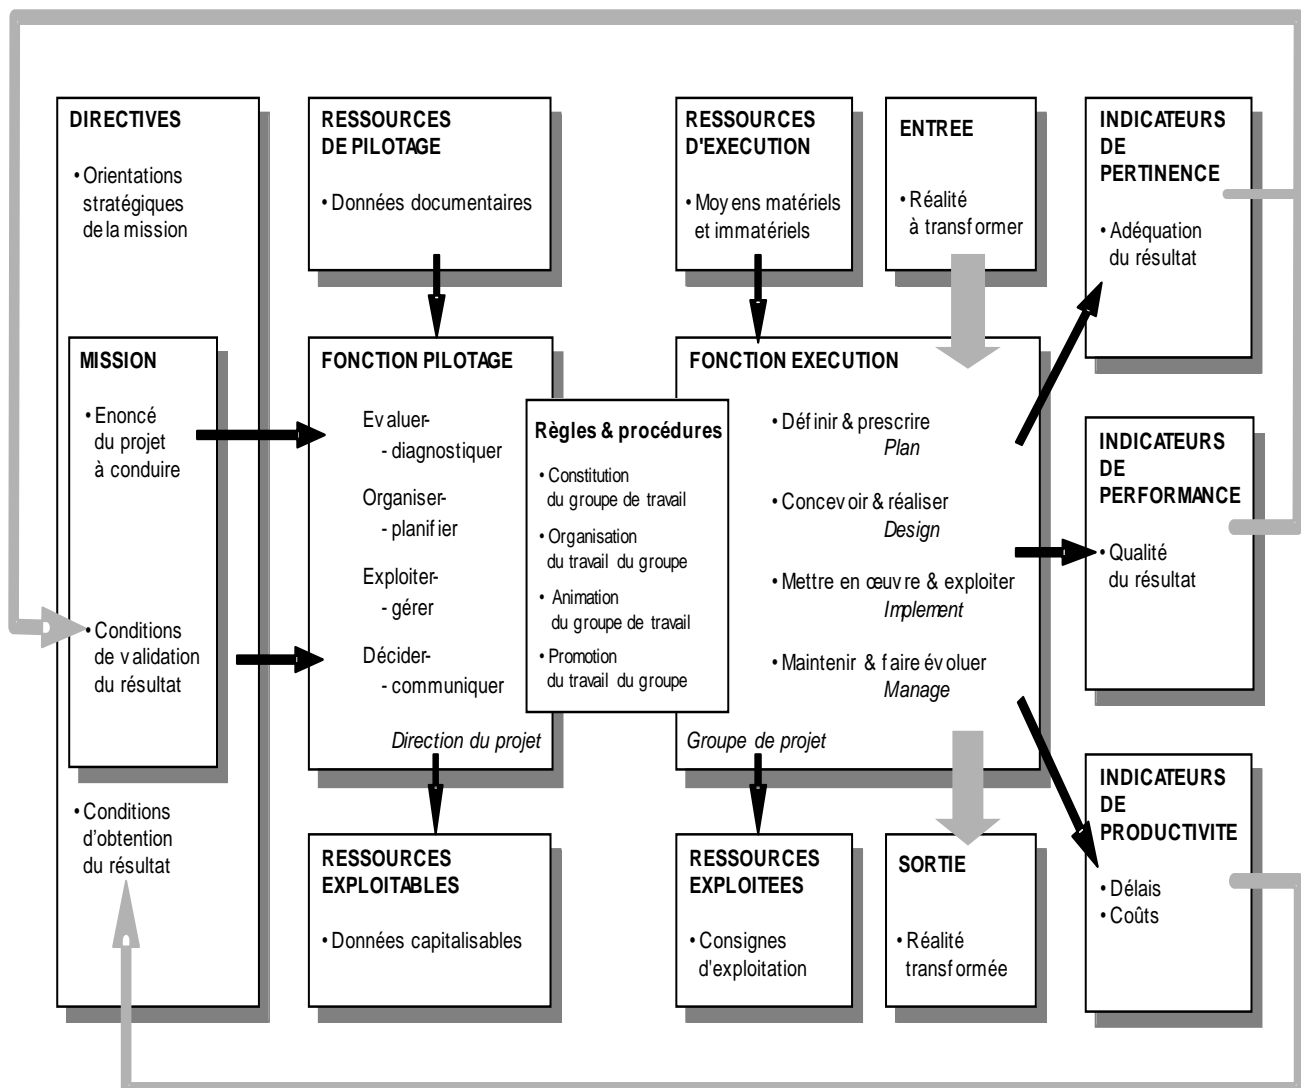 DIRECTIVES
• Orientations
stratégiques
de la mission
MISSION
• Enoncé
du projet
à conduire
• Conditions
de validation
du résultat
• Conditions
d'obtention
du résultat
RESSOURCES
DE PILOTAGE
• Données documentaires
FONCTION PILOTAGE
Evaluer-
- diagnostiquer
Organiser-
- planifier
Exploiter-
- gérer
Décider-
- communiquer
Direction du projet
RESSOURCES
EXPLOITABLES
• Données capitalisables
Règles & procédures
• Constitution
du groupe de travail
• Organisation
du travail du groupe
• Animation
du groupe de travail
• Promotion
du travail du groupe
RESSOURCES
D'EXECUTION
• Moyens matériels
et immatériels
ENTREE
• Réalité
à transformer
FONCTION EXECUTION
• Définir & prescrire
Plan
• Concevoir & réaliser
Design
• Mettre en œuvre & exploiter
Implement
• Maintenir & faire évoluer
Manage
Groupe de projet
RESSOURCES
EXPLOITEES
• Consignes
d'exploitation
SORTIE
• Réalité
transformée
INDICATEURS
DE
PERTINENCE
• Adéquation
du résultat
INDICATEURS
DE
PERFORMANCE
• Qualité
du résultat
INDICATEURS
DE
PRODUCTIVITE
• Délais
• Coûts